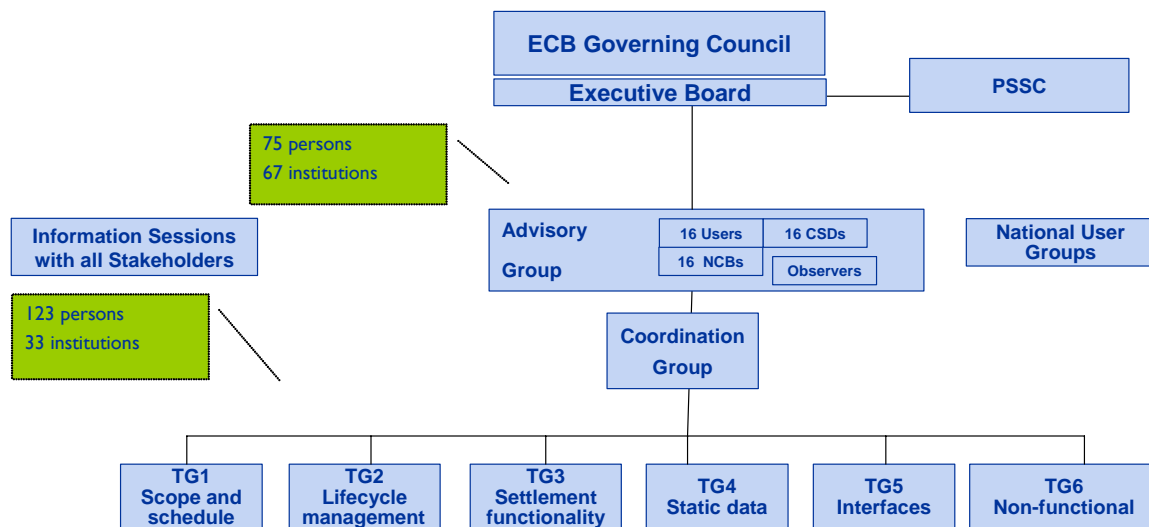 ECB Governing Council
Executive Board
PSSC
75 persons
67 institutions
Advisory
Group
16 Users
16 CSDs
16 NCBs
Observers
Information Sessions
with all Stakeholders
National User
Groups
123 persons
33 institutions
Coordination
Group
TG1
Scope and
schedule
TG2
Lifecycle
management
TG3
Settlement
functionality
TG4
Static data
TG5
Interfaces
TG6
Non-functional